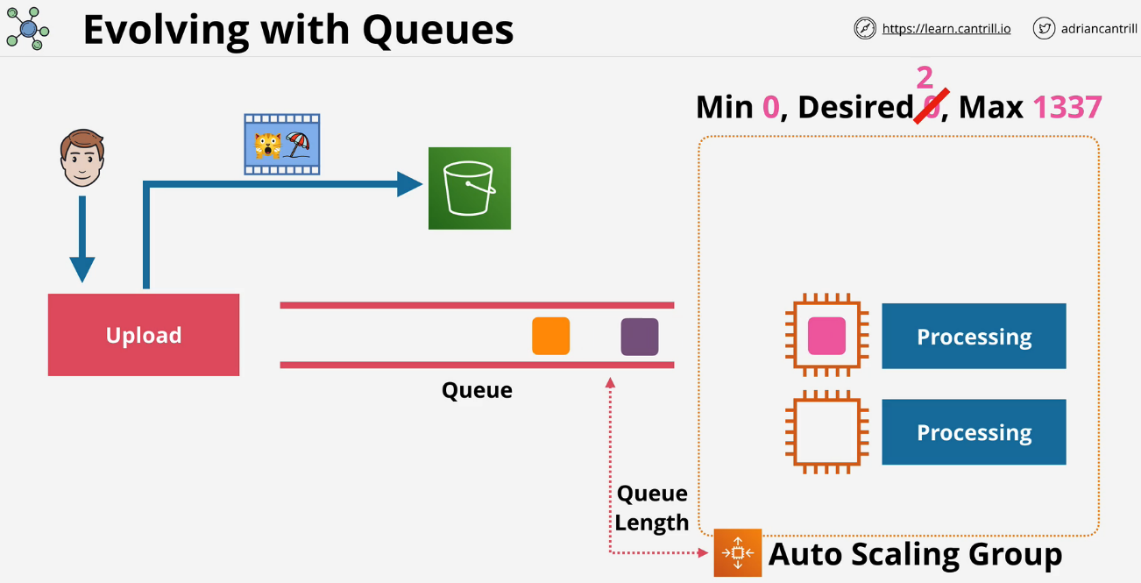 Evolving with Queues
https://learn.cantrill.io
adriancantrill
2
Min 0, Desired 0, Max 1337
Upload
Queue
Processing
Processing
Queue
Length
Auto Scaling Group